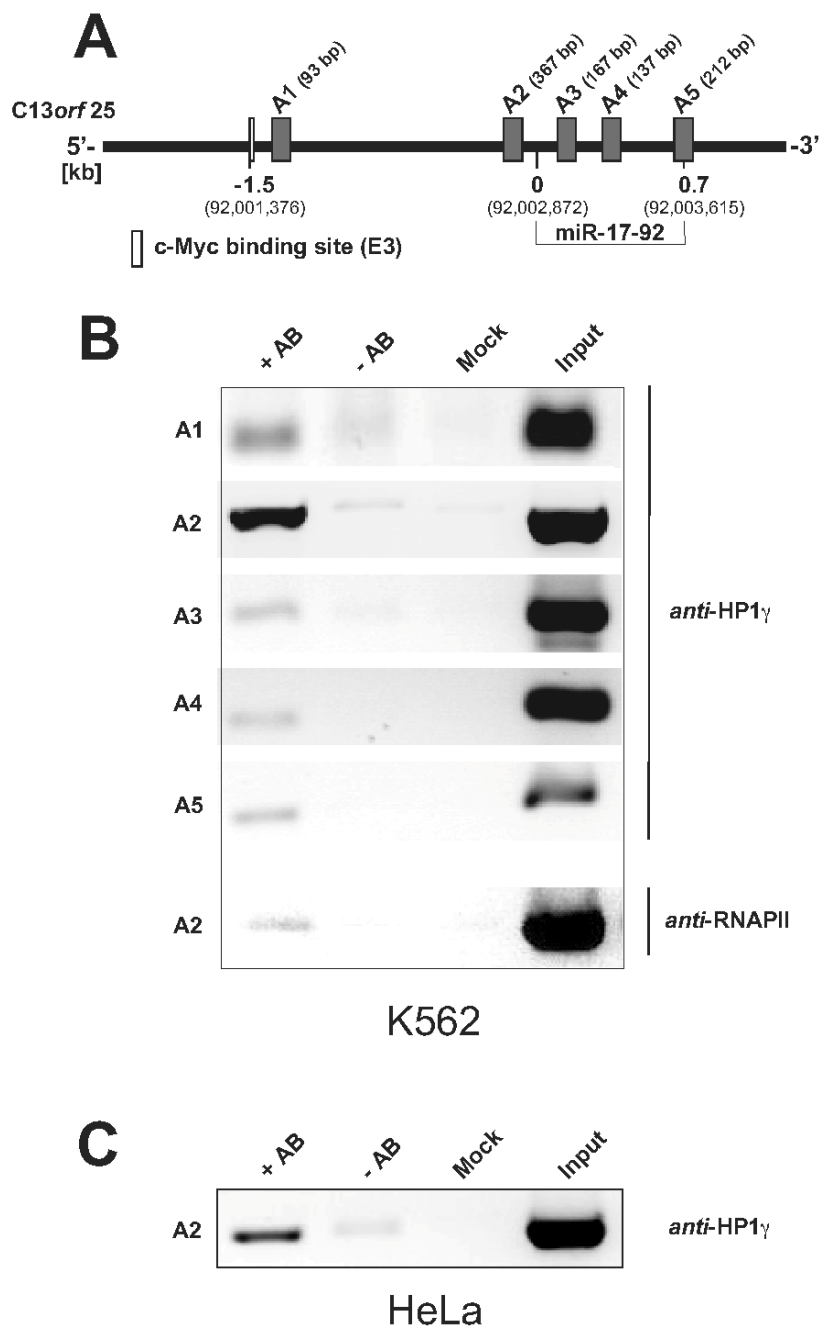 A
A1 (93 bp)
A2 (367 bp)
A3 (167 bp)
A4 (137 bp)
A5 (212 bp)
C13orf 25
5’-
-3’
[kb]
-1.5
0
0.7
(92,001,376)
(92,002,872)
(92,003,615)
miR-17-92
c-Myc binding site (E3)
B
+ AB
- AB
Mock
Input
A1
A2
A3
anti-HP1γ
A4
A5
A2
anti-RNAPII
K562
C
+ AB
- AB
Mock
Input
A2
anti-HP1γ
HeLa